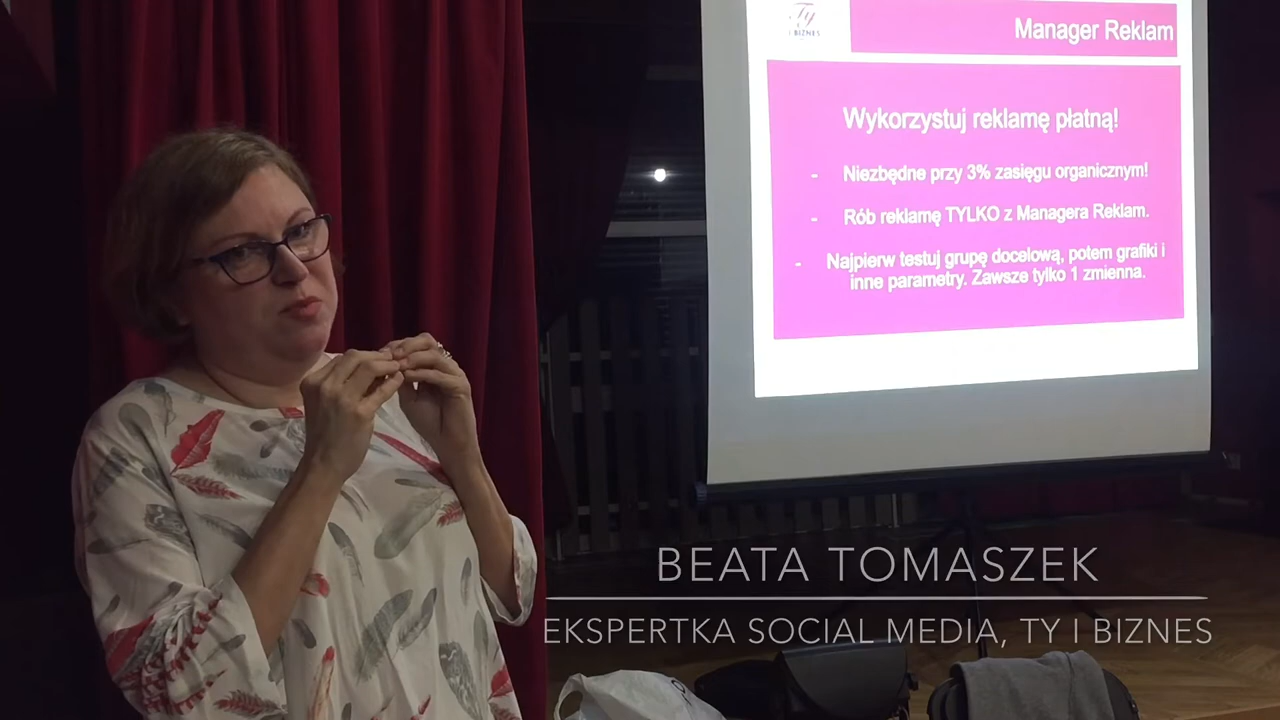 Ty
I BIZNES
Manager Reklam
Wykorzystuj reklamę płatną!
- Niezbędne przy 3% zasięgu organicznym!
- Rób reklamę TYLKO z Managera Reklam.
- Najpierw testuj grupę docelową, potem grafiki i
inne parametry. Zawsze tylko 1 zmienna.
BEATA TOMASZEK
EKSPERTKA SOCIAL MEDIA, TY I BIZNES